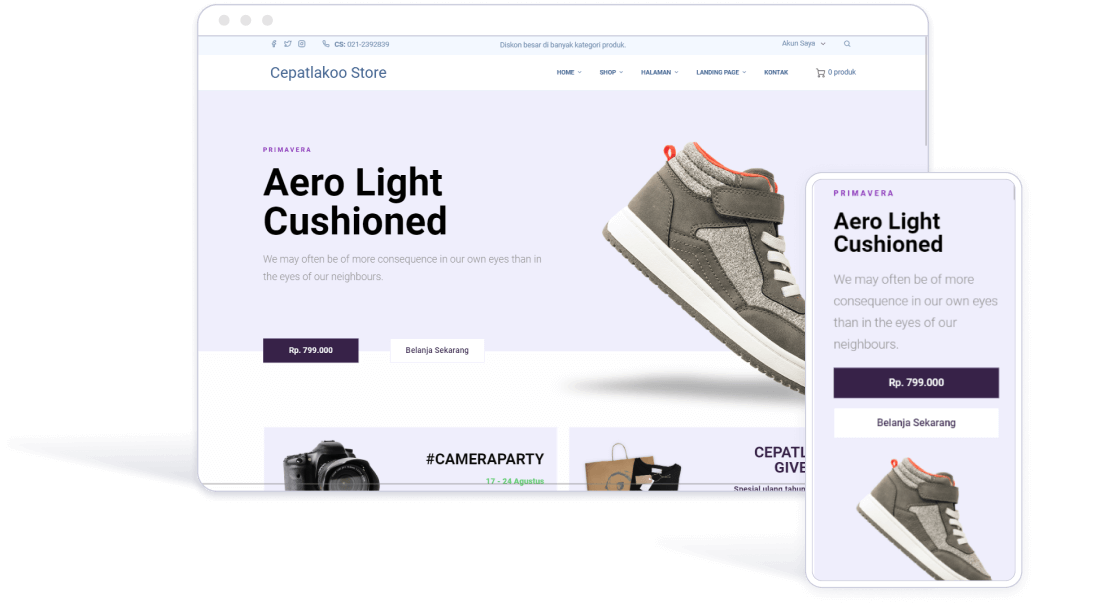 CS: 021-2392839
Diskon besar di banyak kategori produk.
Akun Saya
Cepatlakoo Store
HOME
SHOP
HALAMAN
LANDING PAGE
KONTAK
0 produk
PRIMAVERA
Aero Light
Cushioned
We may often be of more consequence in our own eyes than in
the eyes of our neighbours.
Rp. 799.000
Belanja Sekarang
#CAMERAPARTY
17 - 24 Agustus
CEPATL
GIVE
Spesial ulang tahun
PRIMAVERA
Aero Light
Cushioned
We may often be of more
consequence in our own eyes
than in the eyes of our
neighbours.
Rp. 799.000
Belanja Sekarang